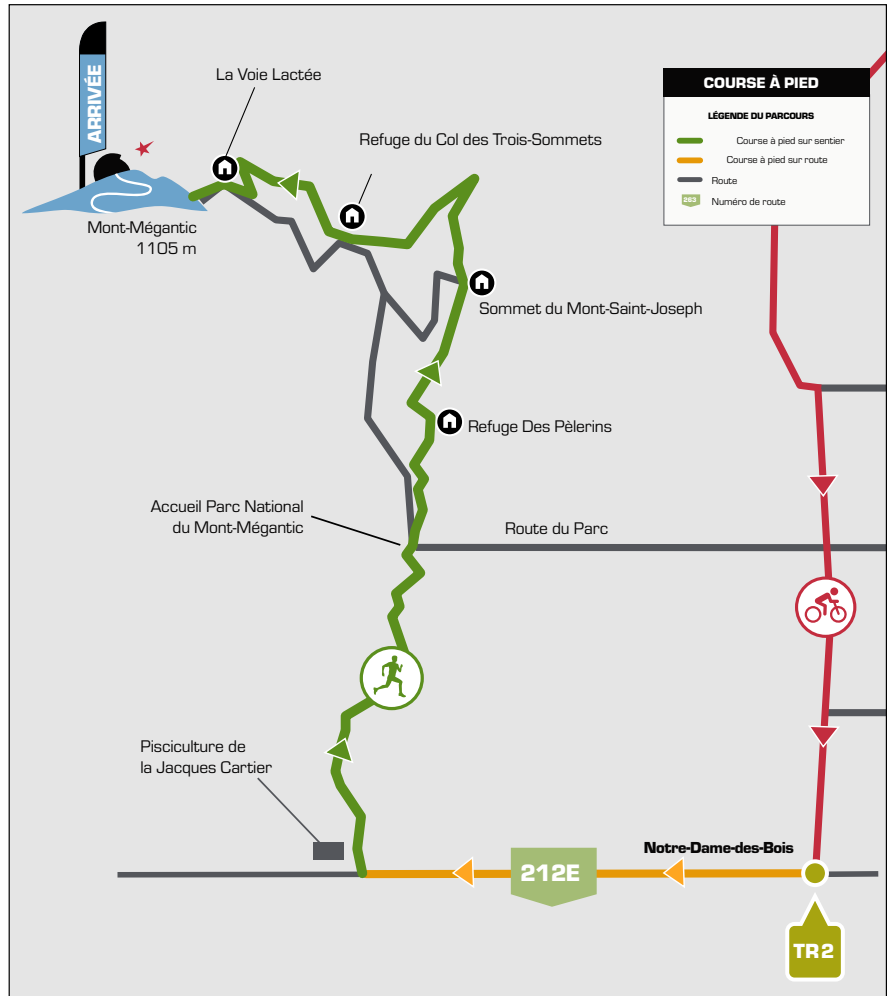 ARRIVÉE
La Voie Lactée
Refuge du Col des Trois-Sommets
COURSE À PIED
LÉGENDE DU PARCOURS
Course à pied sur sentier
Course à pied sur route
Route
263
Numéro de route
Mont-Mégantic
1105 m
Sommet du Mont-Saint-Joseph
Refuge Des Pèlerins
Accueil Parc National
du Mont-Mégantic
Route du Parc
Pisciculture de
la Jacques Cartier
Notre-Dame-des-Bois
212E
TR2